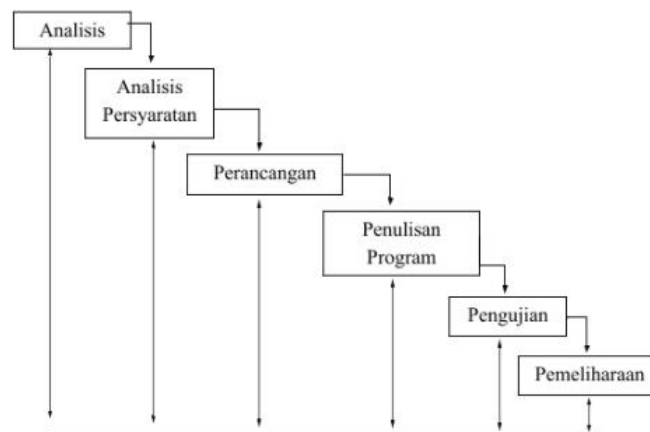 Analisis
Analisis
Persyaratan
Perancangan
Penulisan
Program
Pengujian
Pemeliharaan